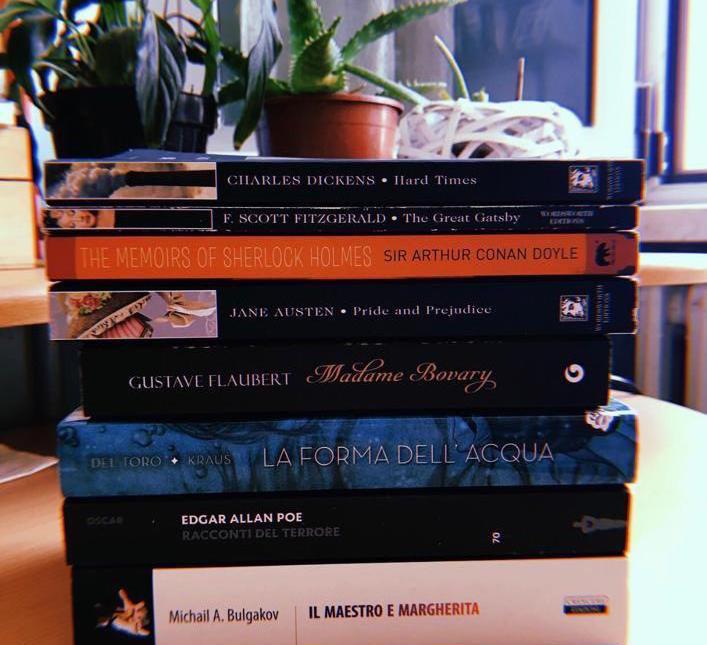 CHARLES DICKENS • Hard Times
F. SCOTT FITZGERALD • The Great Gatsby
WORDSWORTH
EDITIONS
THE MEMOIRS OF SHERLOCK HOLMES SIR ARTHUR CONAN DOYLE
JANE AUSTEN • Pride and Prejudice
GUSTAVE FLAUBERT Madame Bovary
DEL TORO ✦ KRAUS LA FORMA DELL'ACQUA
OSCAR
EDGAR ALLAN POE
RACCONTI DEL TERRORE
70
Michail A. Bulgakov IL MAESTRO E MARGHERITA